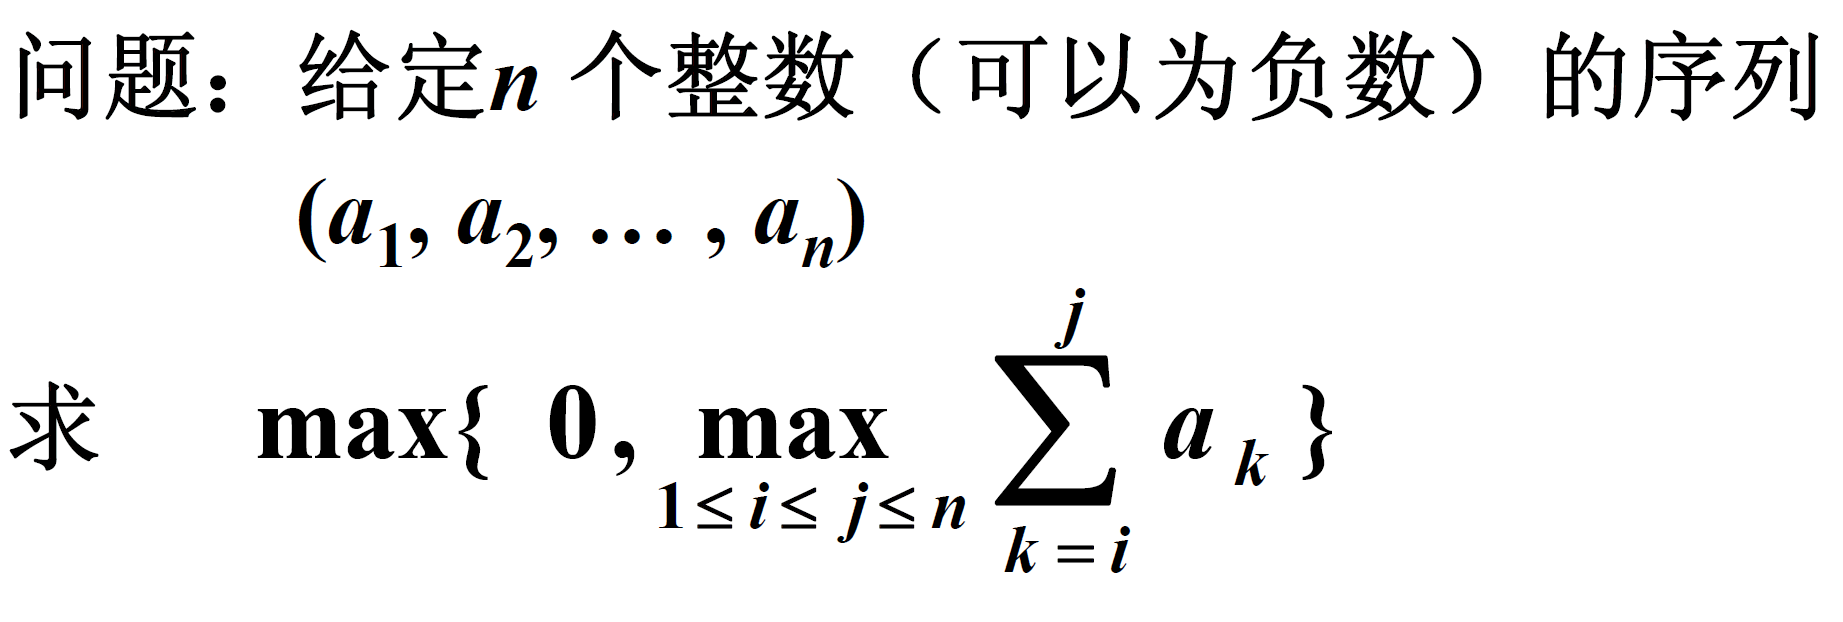 问题：给定n 个整数（可以为负数）的序列
(a₁, a₂, … , aₙ)
求 max{ 0, max_{1≤i≤j≤n} ∑_{k=i}^{j} a_k }